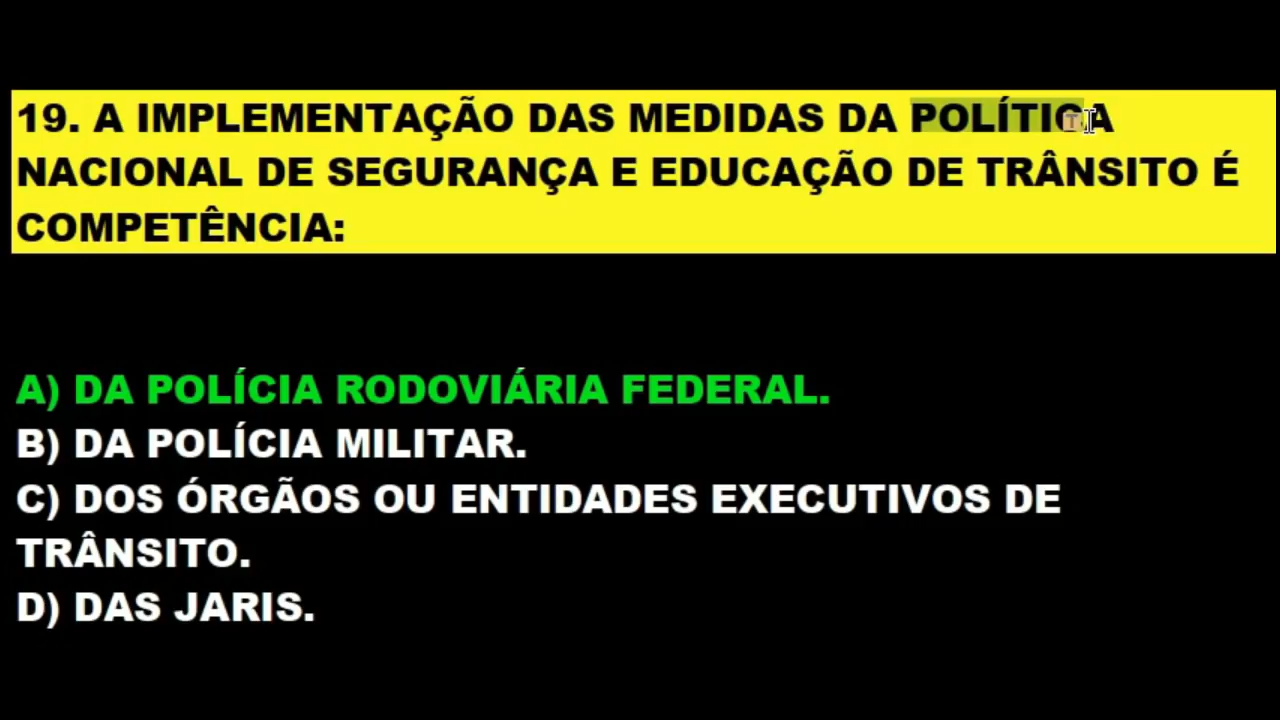 19. A IMPLEMENTAÇÃO DAS MEDIDAS DA POLÍTICA
NACIONAL DE SEGURANÇA E EDUCAÇÃO DE TRÂNSITO É
COMPETÊNCIA:
A) DA POLÍCIA RODOVIÁRIA FEDERAL.
B) DA POLÍCIA MILITAR.
C) DOS ÓRGÃOS OU ENTIDADES EXECUTIVOS DE
TRÂNSITO.
D) DAS JARIS.